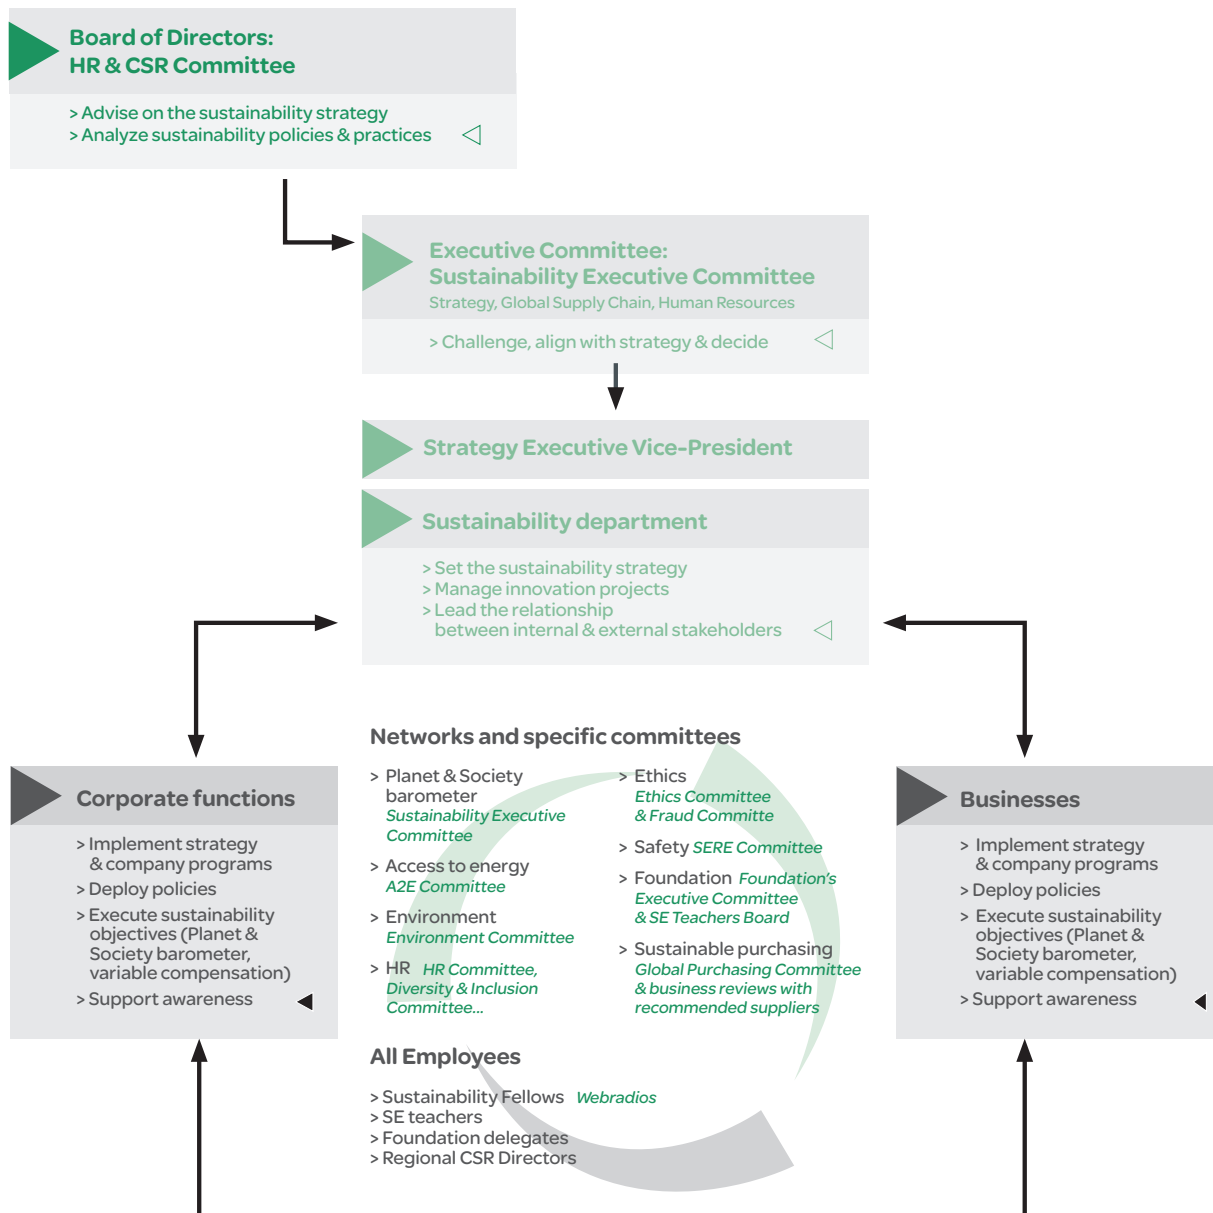 Board of Directors:
HR & CSR Committee
> Advise on the sustainability strategy
> Analyze sustainability policies & practices
Executive Committee:
Sustainability Executive Committee
Strategy, Global Supply Chain, Human Resources
> Challenge, align with strategy & decide
Strategy Executive Vice-President
Sustainability department
> Set the sustainability strategy
> Manage innovation projects
> Lead the relationship
between internal & external stakeholders
Corporate functions
> Implement strategy
& company programs
> Deploy policies
> Execute sustainability
objectives (Planet &
Society barometer,
variable compensation)
> Support awareness
Networks and specific committees
> Planet & Society
barometer
Sustainability Executive
Committee
> Access to energy
A2E Committee
> Environment
Environment Committee
> HR HR Committee,
Diversity & Inclusion
Committee...
> Ethics
Ethics Committee
& Fraud Committe
> Safety SERE Committee
> Foundation Foundation's
Executive Committee
& SE Teachers Board
> Sustainable purchasing
Global Purchasing Committee
& business reviews with
recommended suppliers
All Employees
> Sustainability Fellows Webradios
> SE teachers
> Foundation delegates
> Regional CSR Directors
Businesses
> Implement strategy
& company programs
> Deploy policies
> Execute sustainability
objectives (Planet &
Society barometer,
variable compensation)
> Support awareness